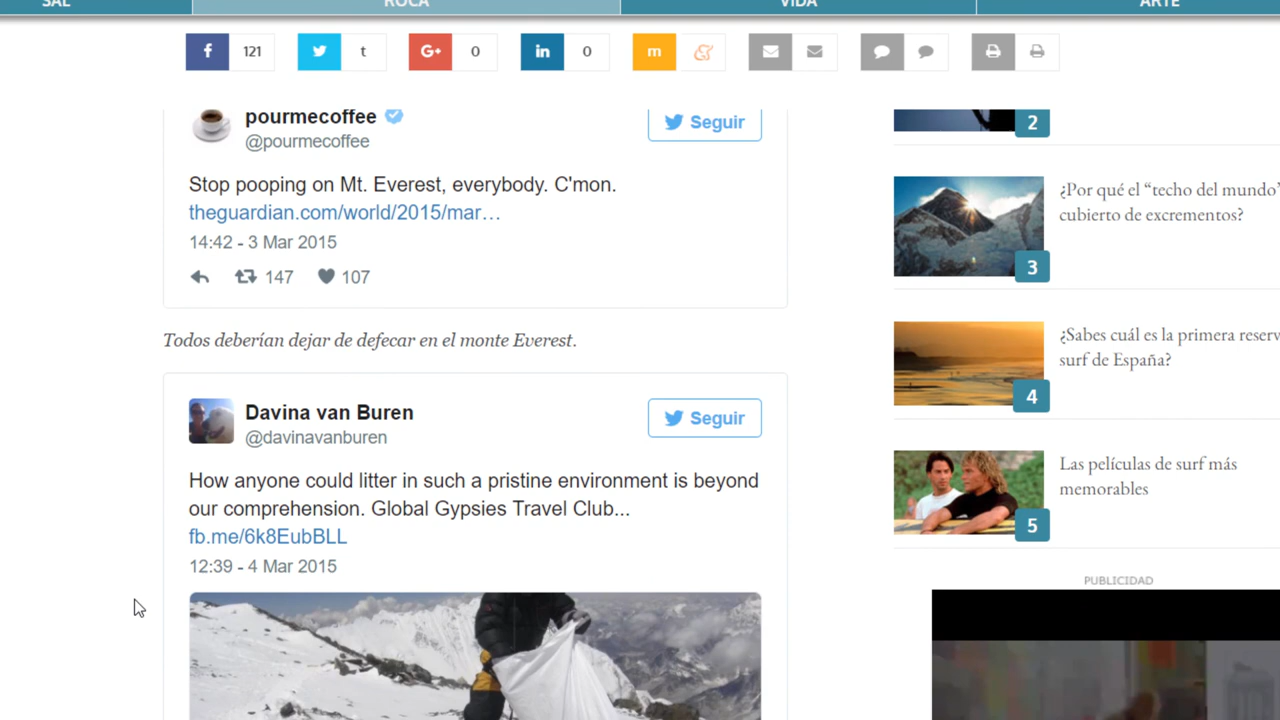 SAL ROCA VIDA ARTE
f 121 t G+ 0 in 0 m
pourmecoffee
@pourmecoffee
Seguir
Stop pooping on Mt. Everest, everybody. C'mon.
theguardian.com/world/2015/mar…
14:42 - 3 Mar 2015
147 107
Todos deberían dejar de defecar en el monte Everest.
Davina van Buren
@davinavanburen
Seguir
How anyone could litter in such a pristine environment is beyond
our comprehension. Global Gypsies Travel Club...
fb.me/6k8EubBLL
12:39 - 4 Mar 2015
2
¿Por qué el “techo del mundo”
cubierto de excrementos?
3
¿Sabes cuál es la primera reserv
surf de España?
4
Las películas de surf más
memorables
5
PUBLICIDAD